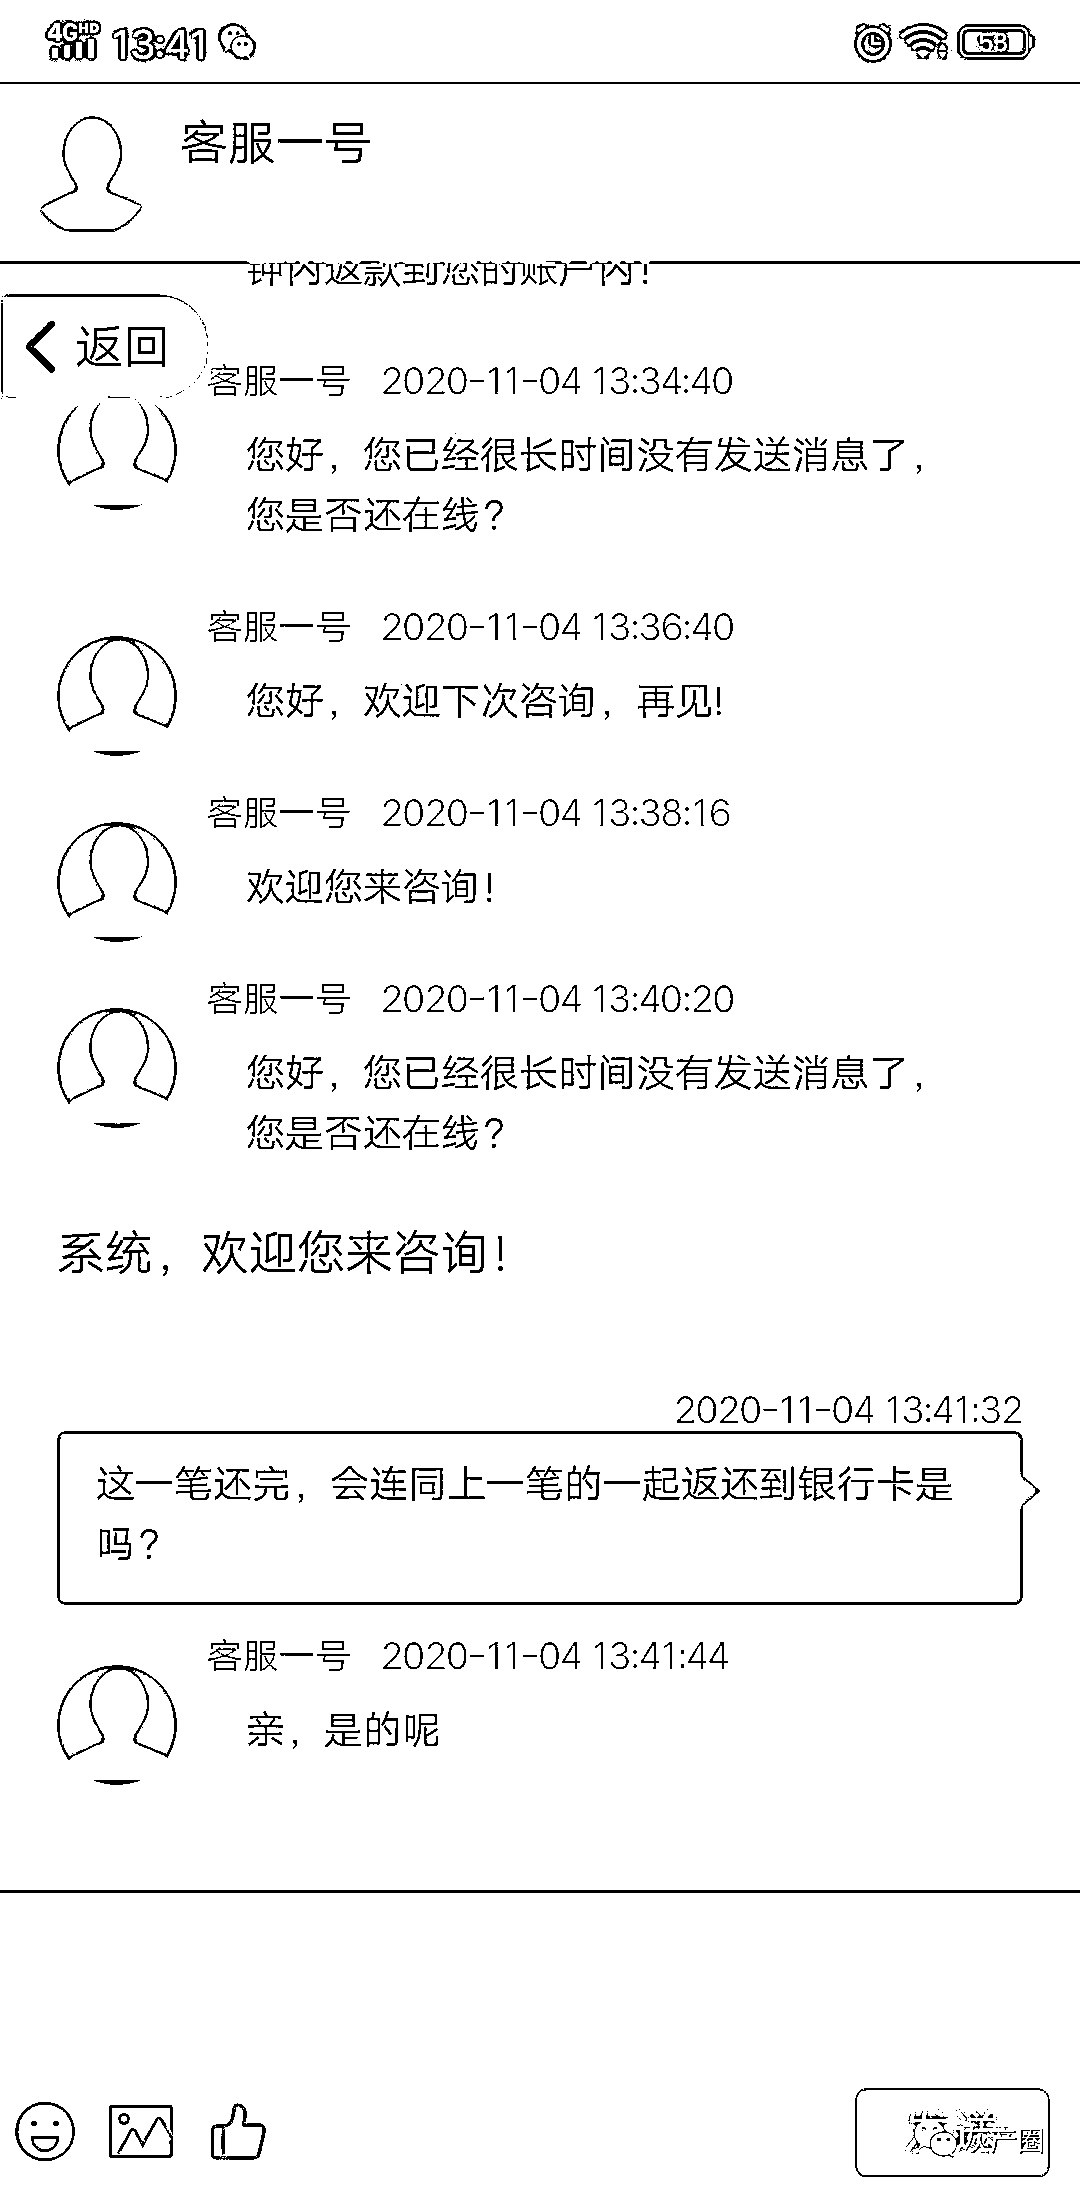 4G HD 13:41 58
客服一号
钟内返款到您的账户内!
返回
客服一号 2020-11-04 13:34:40
您好，您已经很长时间没有发送消息了，
您是否还在线?
客服一号 2020-11-04 13:36:40
您好，欢迎下次咨询，再见!
客服一号 2020-11-04 13:38:16
欢迎您来咨询!
客服一号 2020-11-04 13:40:20
您好，您已经很长时间没有发送消息了，
您是否还在线?
系统，欢迎您来咨询!
2020-11-04 13:41:32
这一笔还完，会连同上一笔的一起返还到银行卡是
吗?
客服一号 2020-11-04 13:41:44
亲，是的呢
发送
灰产圈